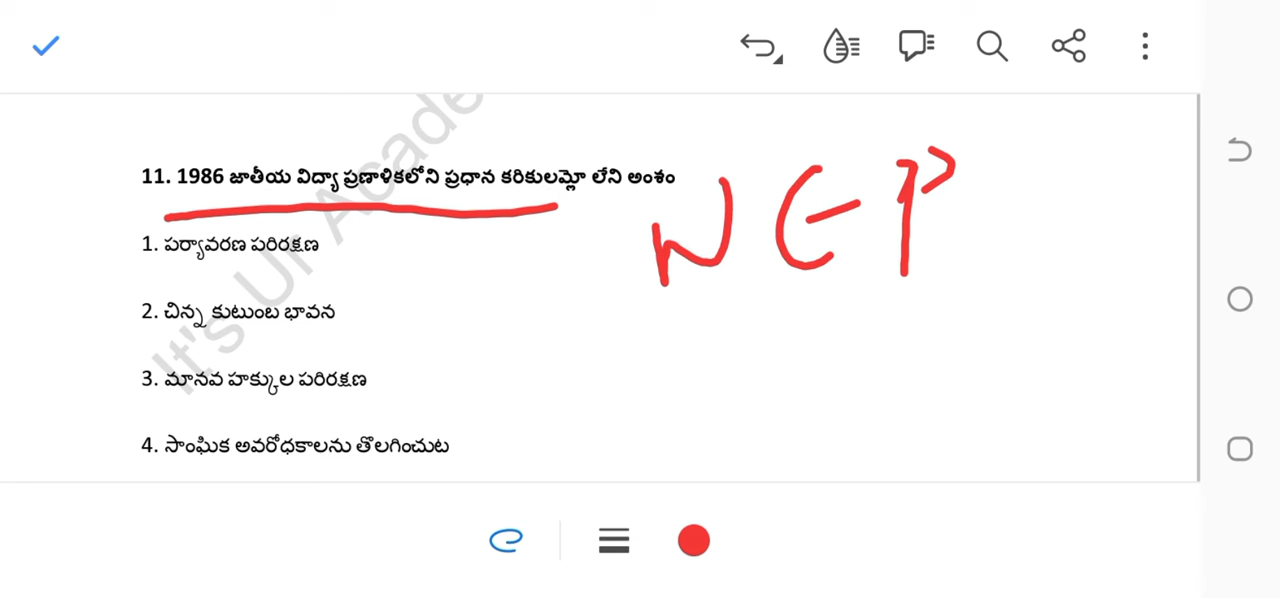 It's Ur Acade
11. 1986 జాతీయ విద్యా ప్రణాళికలోని ప్రధాన కరికులమ్లో లేని అంశం
NEP
1. పర్యావరణ పరిరక్షణ
2. చిన్న కుటుంబ భావన
3. మానవ హక్కుల పరిరక్షణ
4. సాంఘిక అవరోధకాలను తొలగించుట